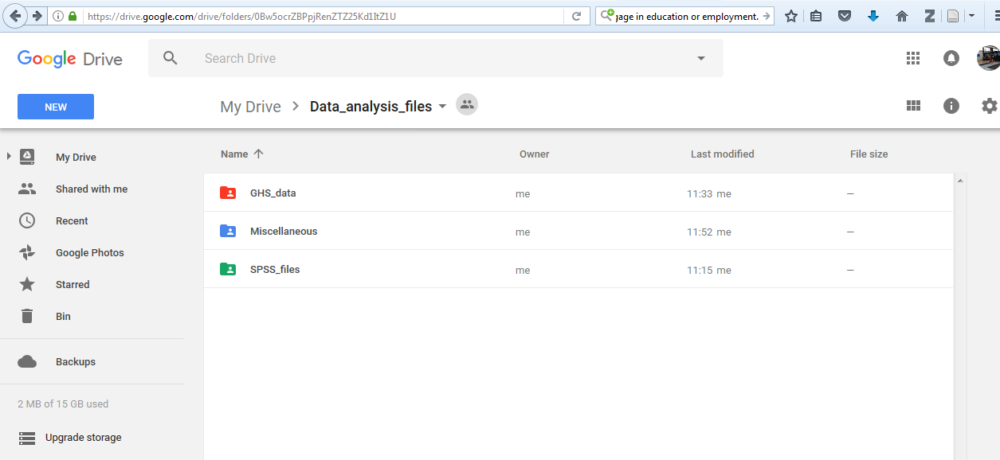 https://drive.google.com/drive/folders/0Bw5ocrZBPpjRenZTZ25Kd1ItZ1U
gage in education or employment.
Google Drive
Search Drive
NEW
My Drive > Data_analysis_files
My Drive
Shared with me
Recent
Google Photos
Starred
Bin
Backups
2 MB of 15 GB used
Upgrade storage
Name Owner Last modified File size
GHS_data me 11:33 me —
Miscellaneous me 11:52 me —
SPSS_files me 11:15 me —